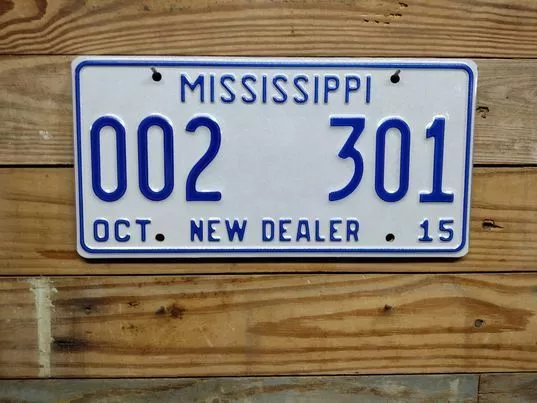 MISSISSIPPI
002 301
OCT. NEW DEALER 15